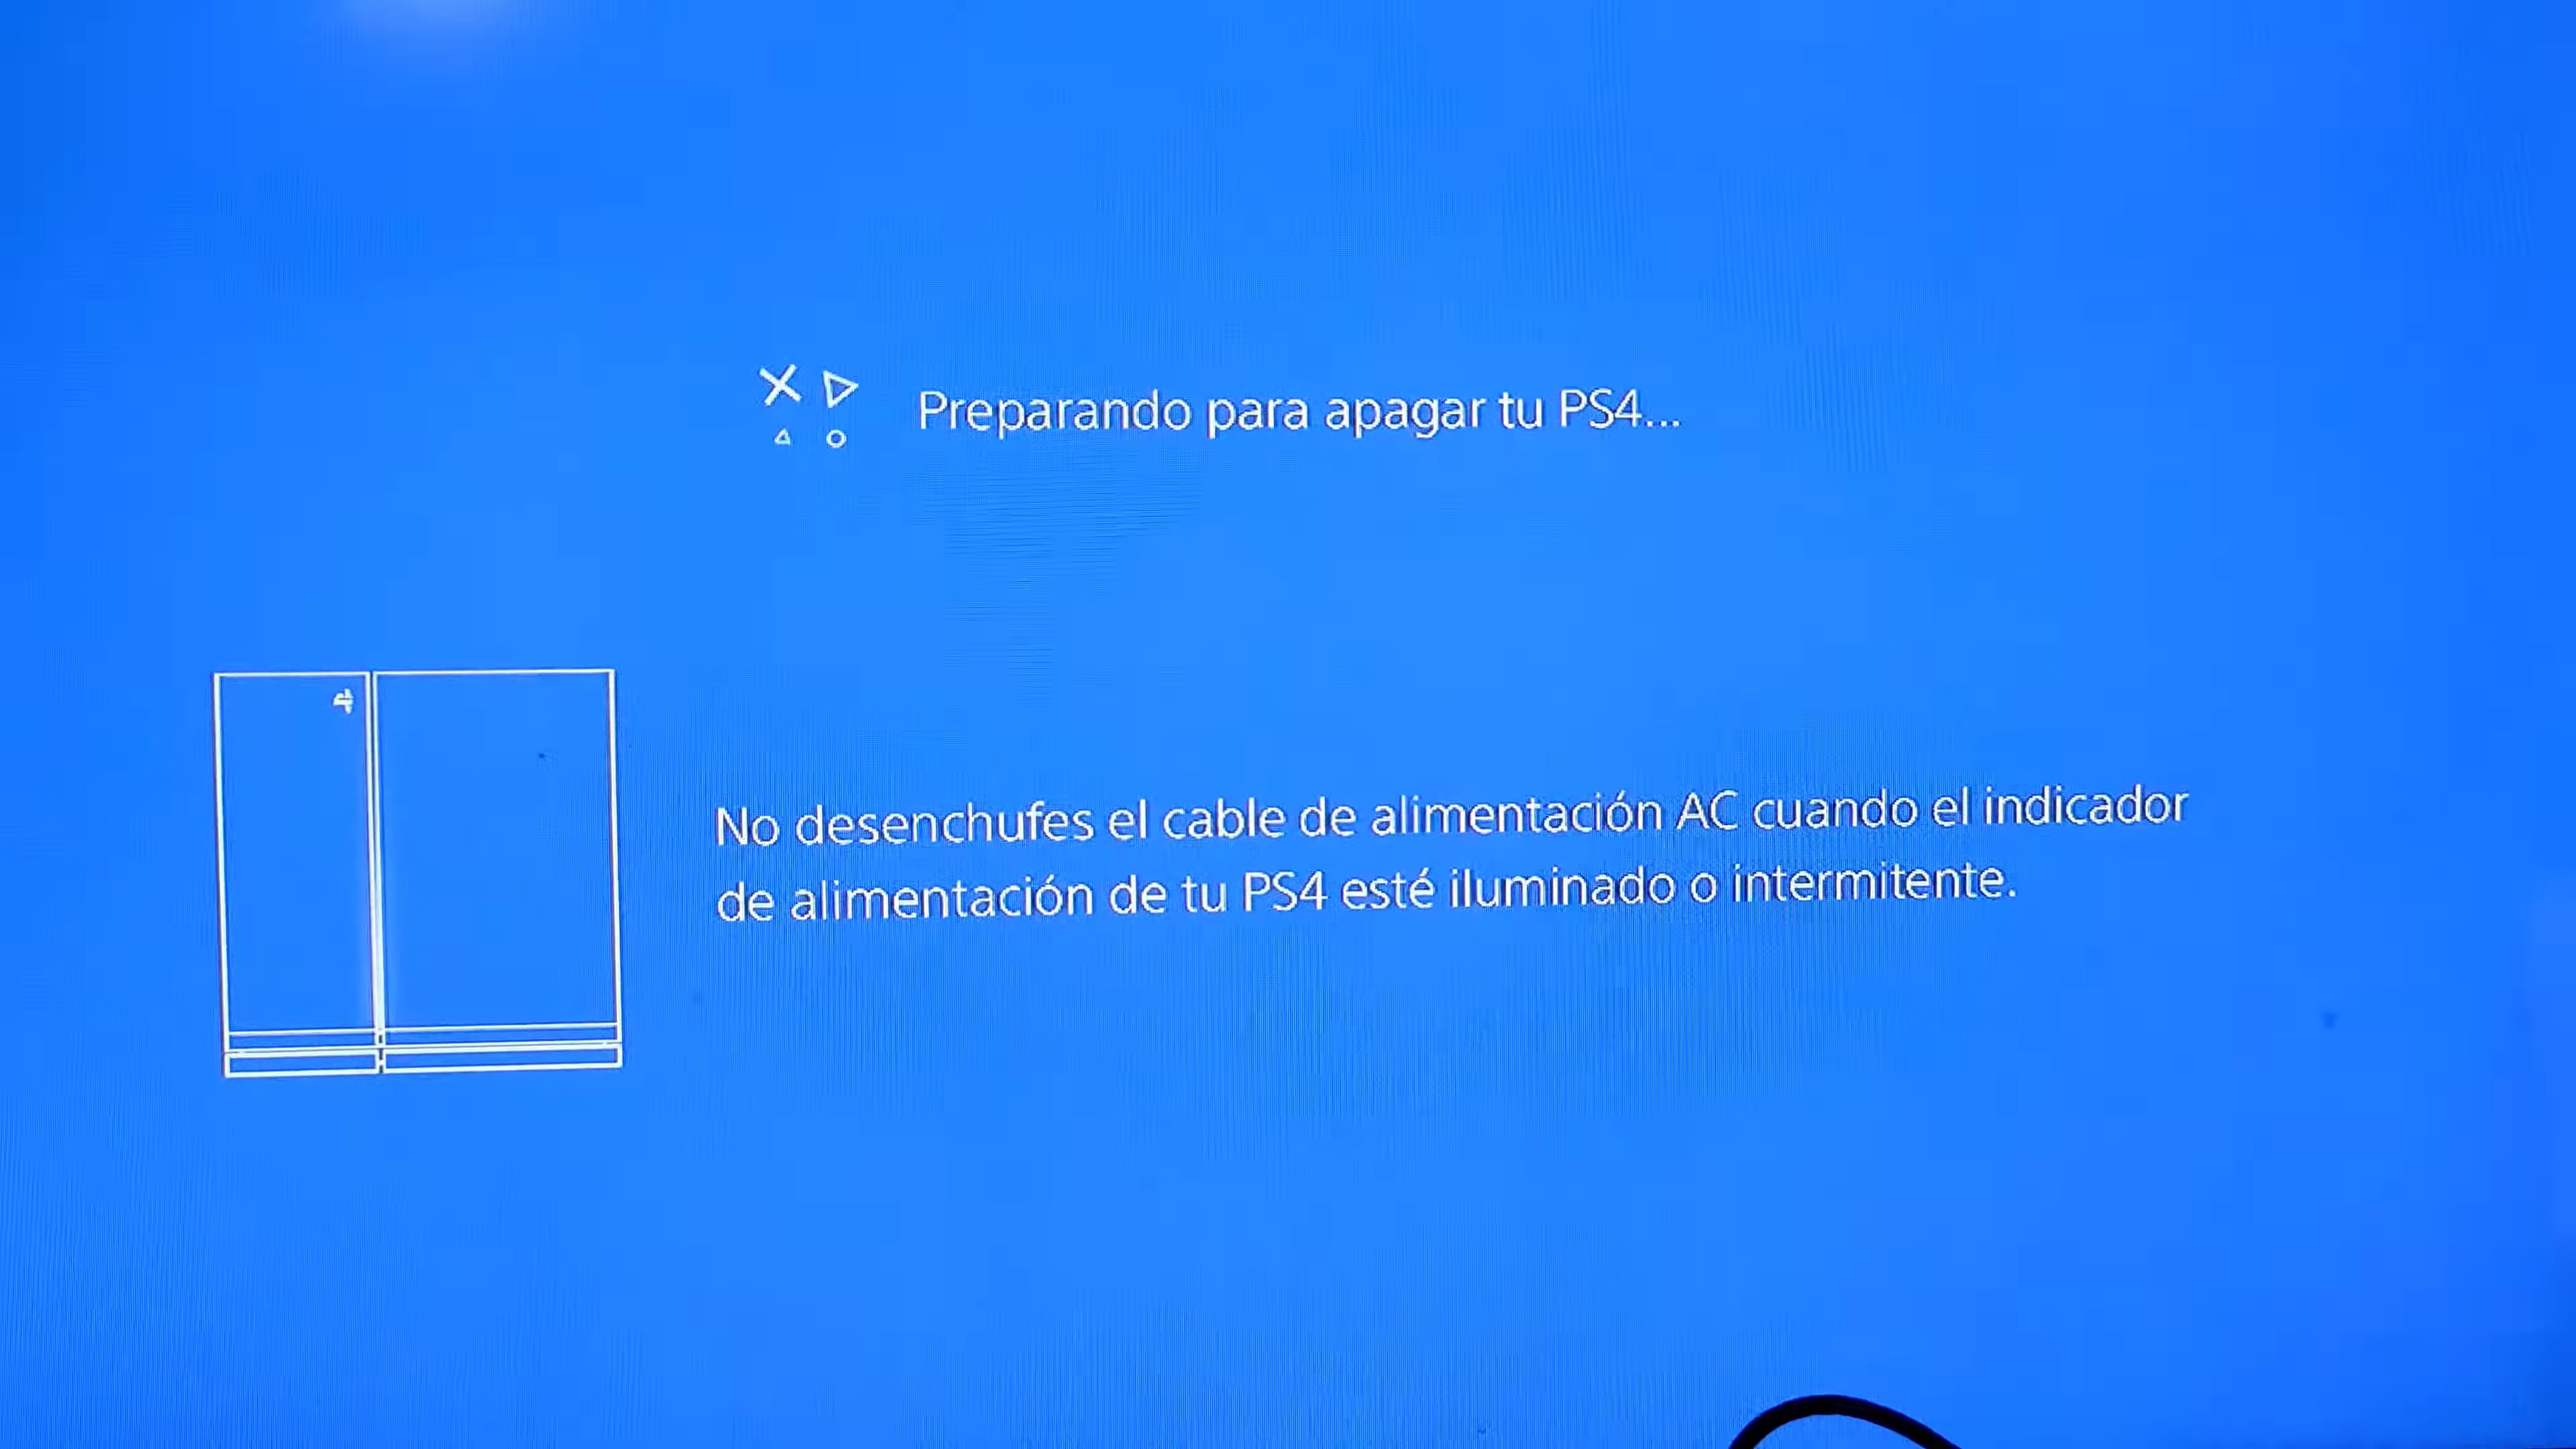 Preparando para apagar tu PS4...
No desenchufes el cable de alimentación AC cuando el indicador
de alimentación de tu PS4 esté iluminado o intermitente.